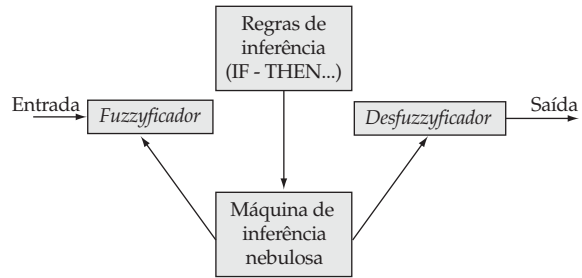 Regras de
inferência
(IF - THEN...)
Entrada
Fuzzyficador
Desfuzzyficador
Saída
Máquina de
inferência
nebulosa